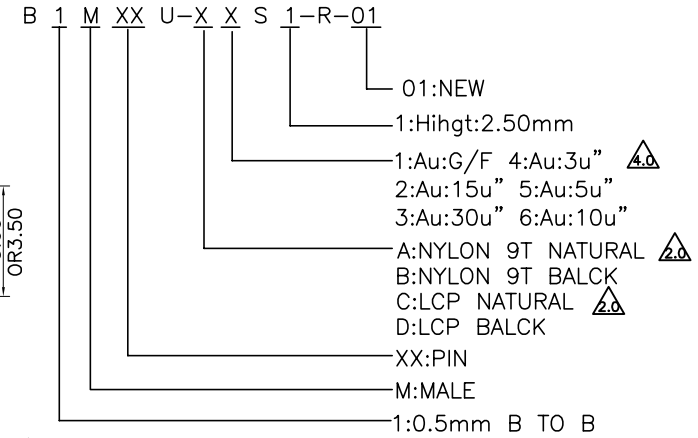 B 1 M XX U-X X S 1-R-01
01:NEW
1:Hihgt:2.50mm
1:Au:G/F 4:Au:3u" 4.0
2:Au:15u" 5:Au:5u"
3:Au:30u" 6:Au:10u"
A:NYLON 9T NATURAL 2.0
B:NYLON 9T BALCK
C:LCP NATURAL 2.0
D:LCP BALCK
XX:PIN
M:MALE
1:0.5mm B TO B
OR3.50